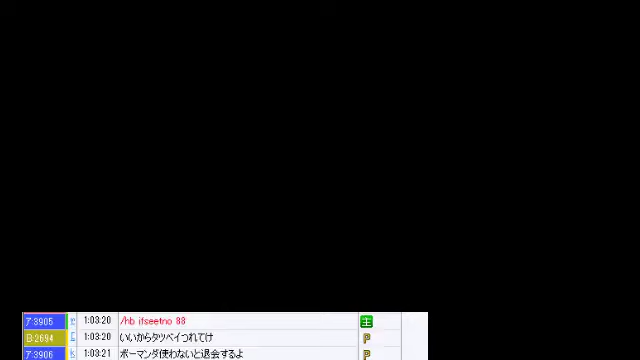 ア:3905 1:03:20 /hb ifseetno 88 主
B:2694 1:03:20 いいからタツベイつれてけ P
ア:3906 1:03:21 ボーマンダ使わないと退会するよ P